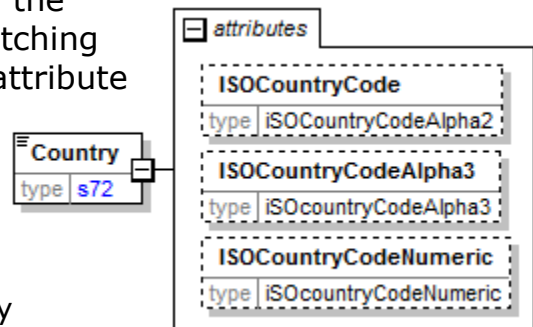 the
tching
attribute
attributes
ISOCountryCode
type iSOCountryCodeAlpha2
Country
type s72
ISOCountryCodeAlpha3
type iSOcountryCodeAlpha3
ISOCountryCodeNumeric
type iSOcountryCodeNumeric
y